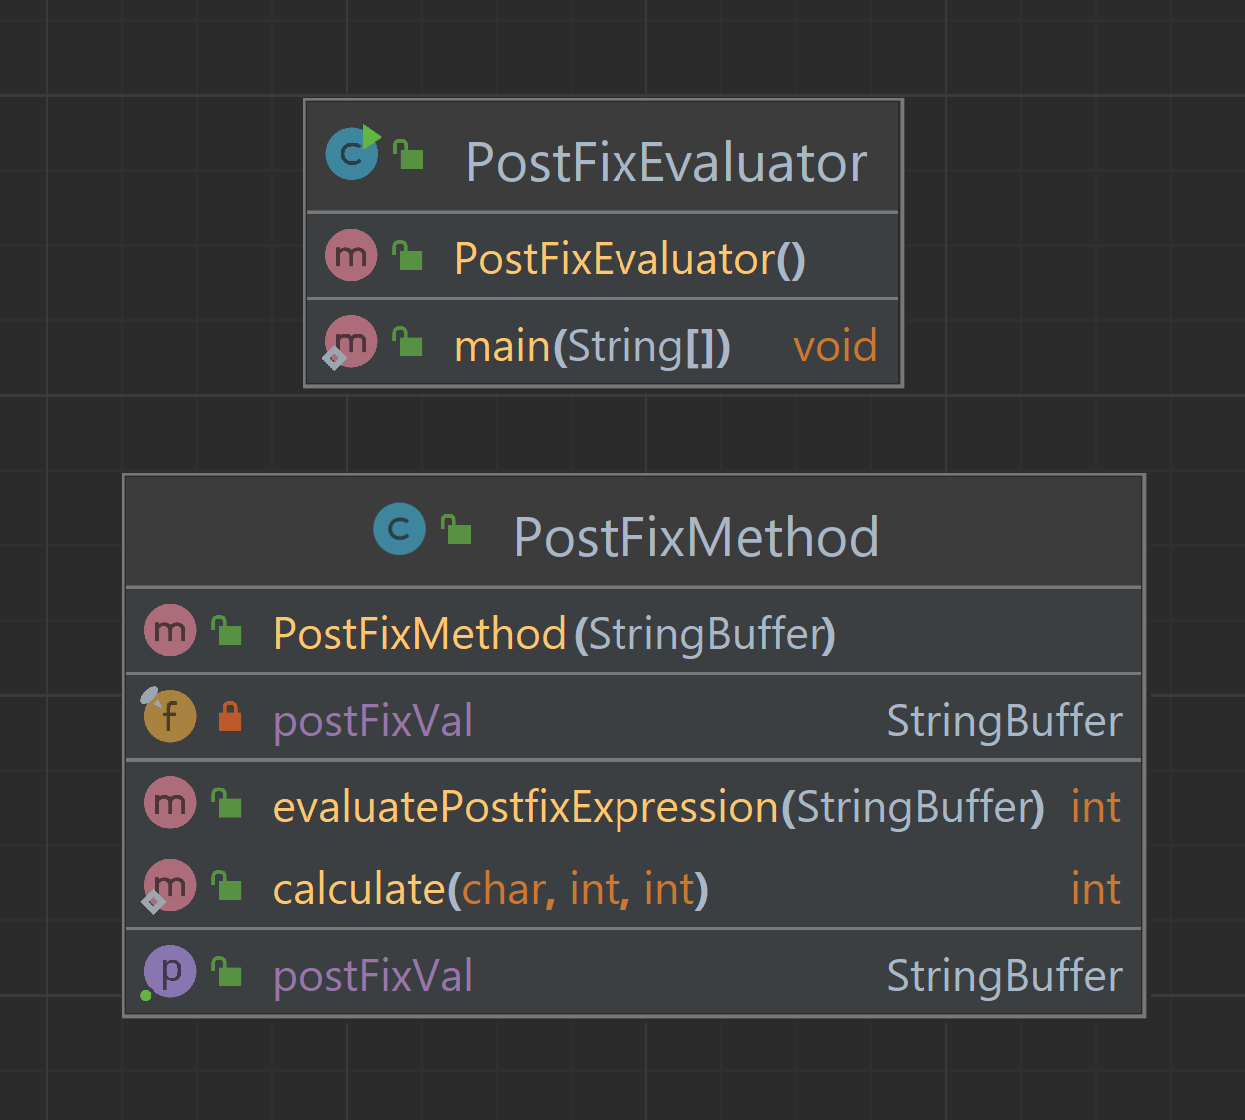 C PostFixEvaluator
m PostFixEvaluator()
m main(String[]) void
C PostFixMethod
m PostFixMethod(StringBuffer)
f postFixVal StringBuffer
m evaluatePostfixExpression(StringBuffer) int
m calculate(char, int, int) int
p postFixVal StringBuffer